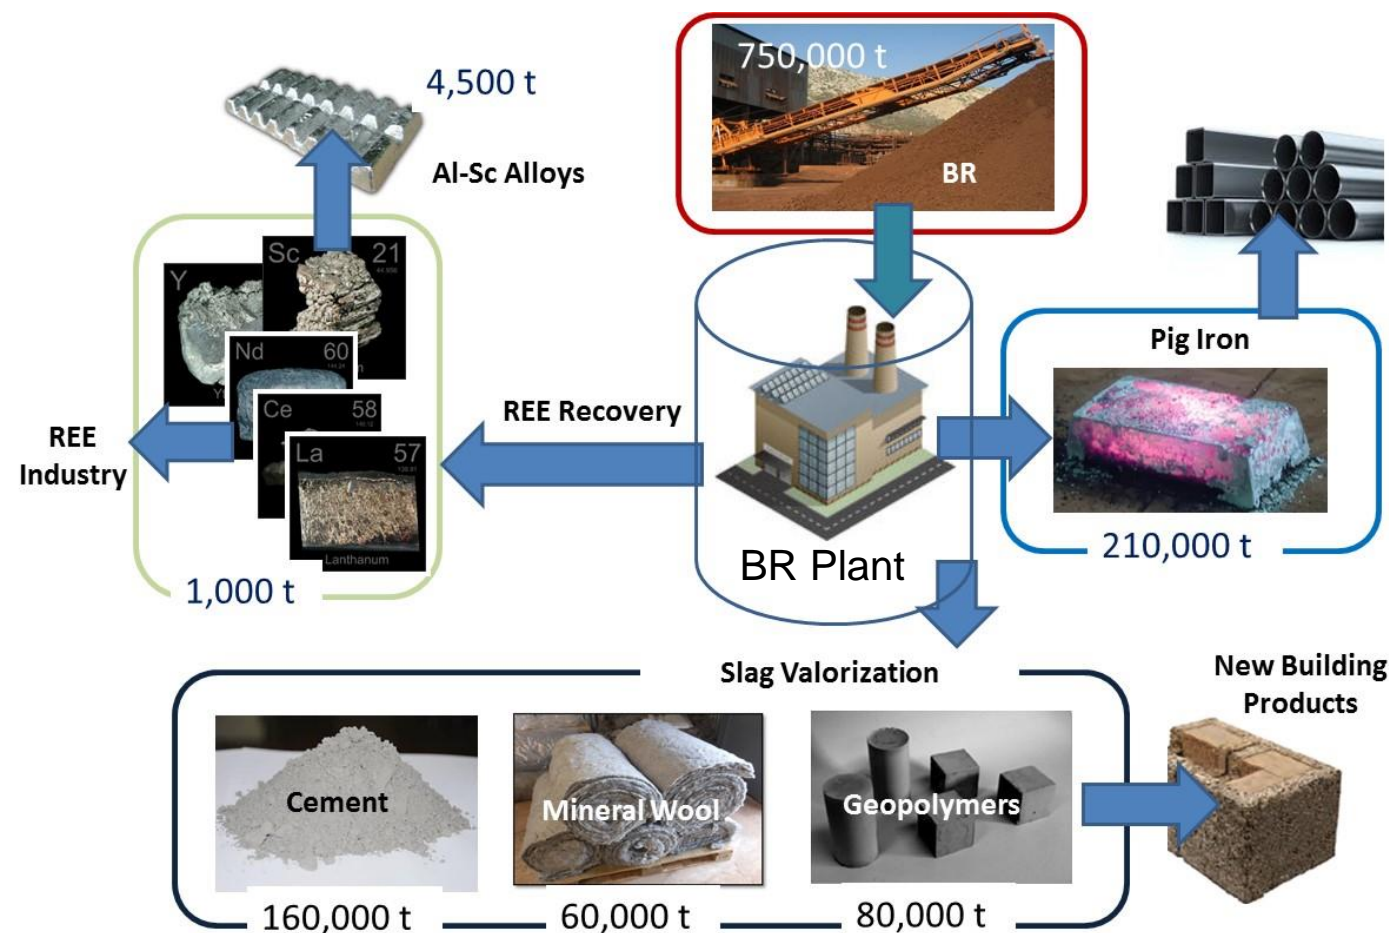 750,000 t
BR
4,500 t
Al-Sc Alloys
Sc 21
Y
Nd 60
Ce 58
La 57
Lanthanum
1,000 t
REE
Industry
REE Recovery
BR Plant
Pig Iron
210,000 t
Slag Valorization
Cement
160,000 t
Mineral Wool
60,000 t
Geopolymers
80,000 t
New Building
Products